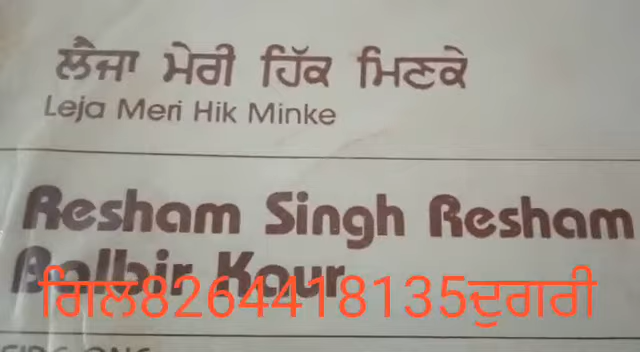 ਲੈਜਾ ਮੇਰੀ ਹਿੱਕ ਮਿਣਕੇ
Leja Meri Hik Minke
Resham Singh Resham
Balbir Kaur
ਗਿਲ8264418135ਦੁਗਰੀ